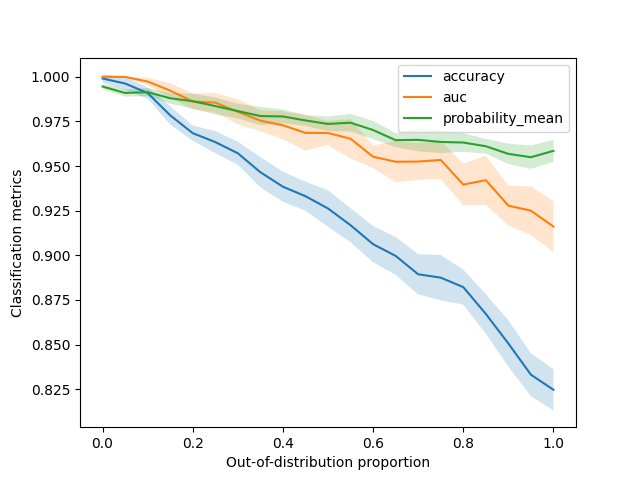 accuracy
auc
probability_mean
1.000
0.975
0.950
0.925
0.900
0.875
0.850
0.825
Classification metrics
0.0 0.2 0.4 0.6 0.8 1.0
Out-of-distribution proportion